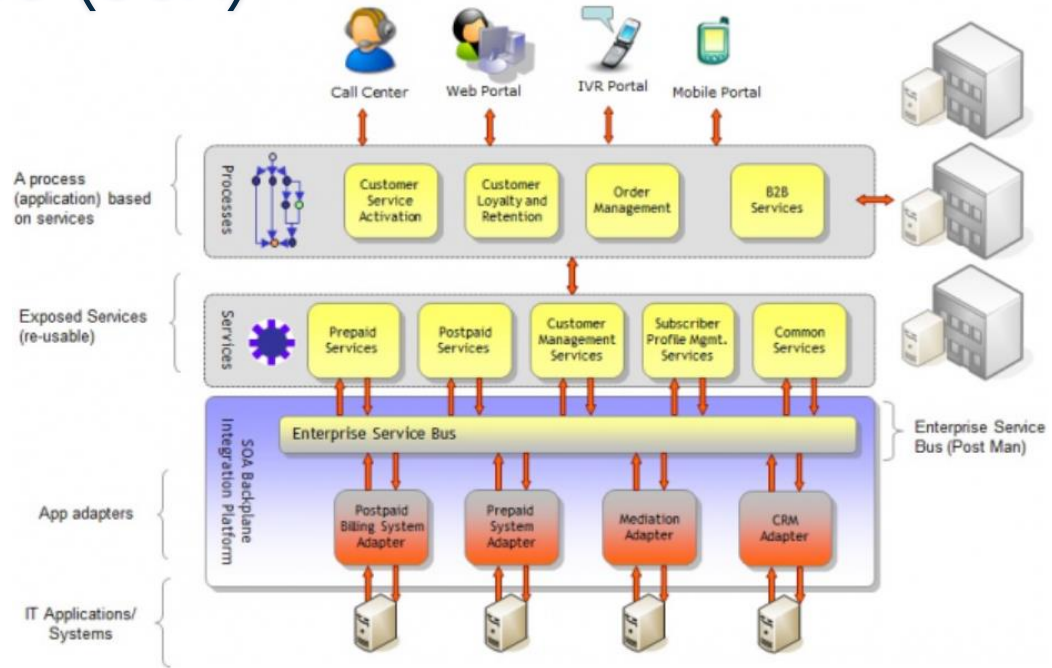 Call Center
Web Portal
IVR Portal
Mobile Portal
A process
(application) based
on services
Processes
Customer
Service
Activation
Customer
Loyalty and
Retention
Order
Management
B2B
Services
Exposed Services
(re-usable)
Services
Prepaid
Services
Postpaid
Services
Customer
Management
Services
Subscriber
Profile Mgmt.
Services
Common
Services
SOA Backplane
Integration Platform
Enterprise Service Bus
Enterprise Service
Bus (Post Man)
App adapters
Postpaid
Billing System
Adapter
Prepaid
System
Adapter
Mediation
Adapter
CRM
Adapter
IT Applications/
Systems